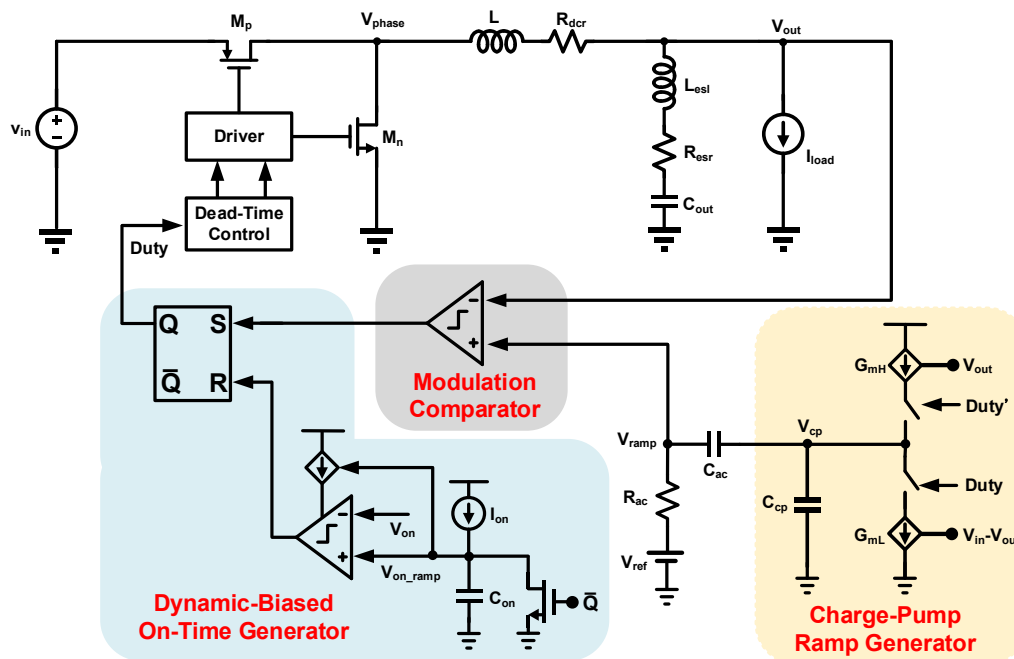 Mp
Vphase
L
Rdcr
Vout
vin
+
−
Driver
Mn
Lesl
Resr
Cout
Iload
Dead-Time
Control
Duty
Q
S
Q̅
R
−
+
Modulation
Comparator
GmH
Vout
Duty'
Vramp
Cac
Vcp
Duty
Rac
Ccp
GmL
Vin-Vou
Vref
Ion
−
Von
+
Von_ramp
Con
Q̅
Dynamic-Biased
On-Time Generator
Charge-Pump
Ramp Generator